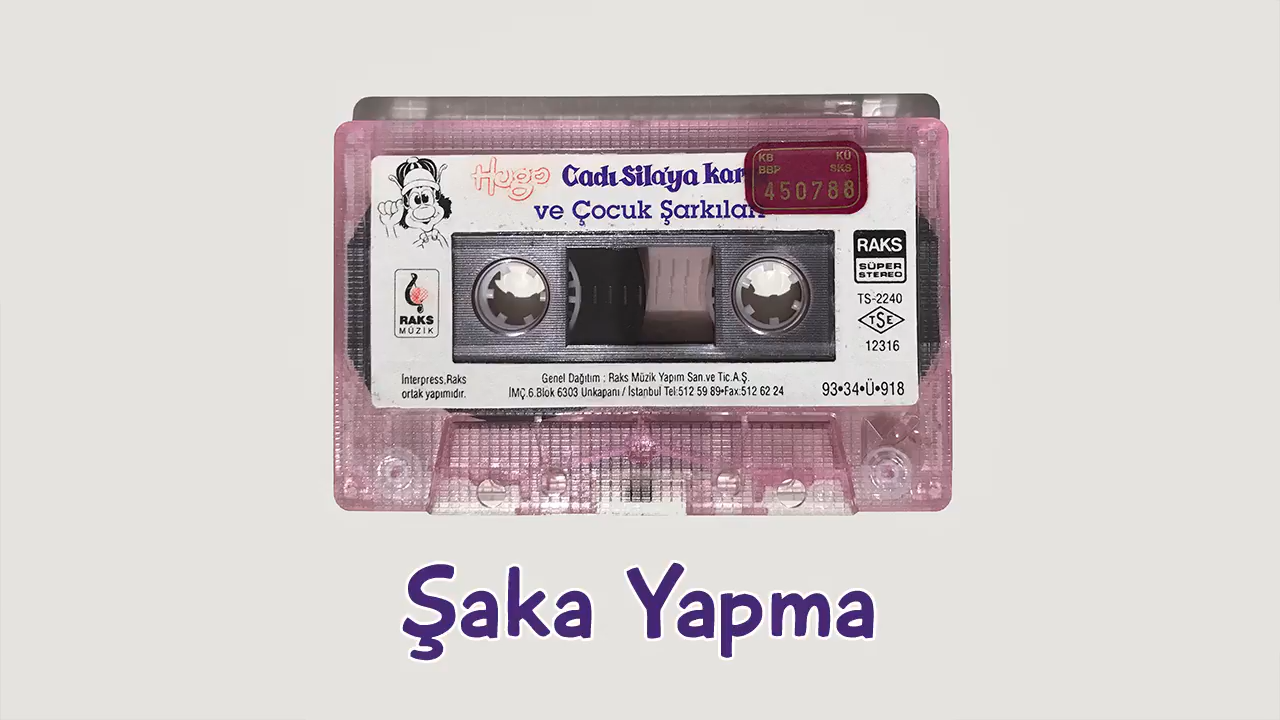 Hugo Cadı Sila'ya kar
ve Çocuk Şarkıları
KB KÜ
BBP SKS
450788
RAKS
MÜZİK
RAKS
SÜPER
STEREO
TS-2240
TSE
12316
İnterpress,Raks
ortak yapımıdır.
Genel Dağıtım : Raks Müzik Yapım San.ve Tic.A.Ş.
İMÇ.6.Blok 6303 Unkapanı / İstanbul Tel:512 59 89•Fax:512 62 24
93•34•Ü•918
Şaka Yapma